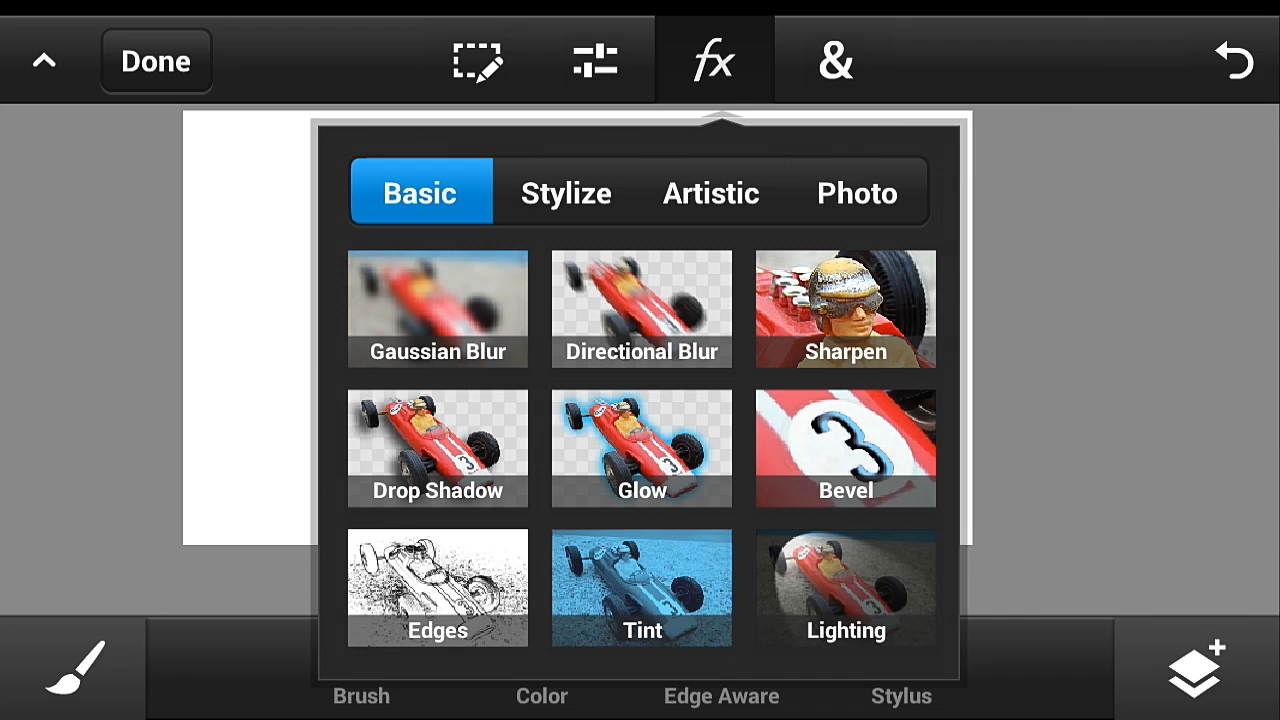 Done fx &
Basic Stylize Artistic Photo
Gaussian Blur Directional Blur Sharpen
Drop Shadow Glow Bevel
Edges Tint Lighting
Brush Color Edge Aware Stylus